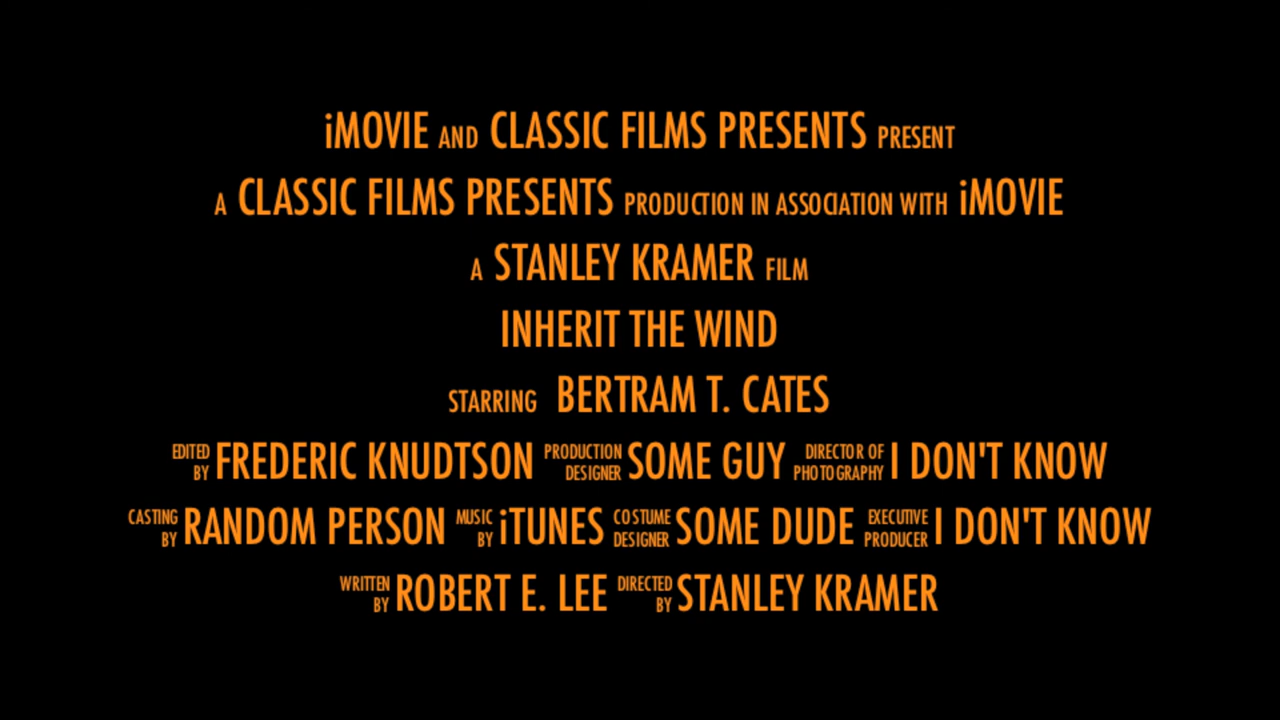 iMOVIE AND CLASSIC FILMS PRESENTS PRESENT
A CLASSIC FILMS PRESENTS PRODUCTION IN ASSOCIATION WITH iMOVIE
A STANLEY KRAMER FILM
INHERIT THE WIND
STARRING BERTRAM T. CATES
EDITED BY FREDERIC KNUDTSON PRODUCTION DESIGNER SOME GUY DIRECTOR OF PHOTOGRAPHY I DON'T KNOW
CASTING BY RANDOM PERSON MUSIC BY iTUNES COSTUME DESIGNER SOME DUDE EXECUTIVE PRODUCER I DON'T KNOW
WRITTEN BY ROBERT E. LEE DIRECTED BY STANLEY KRAMER